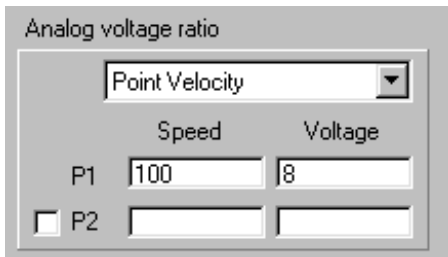 Analog voltage ratio
Point Velocity
Speed Voltage
P1 100 8
P2